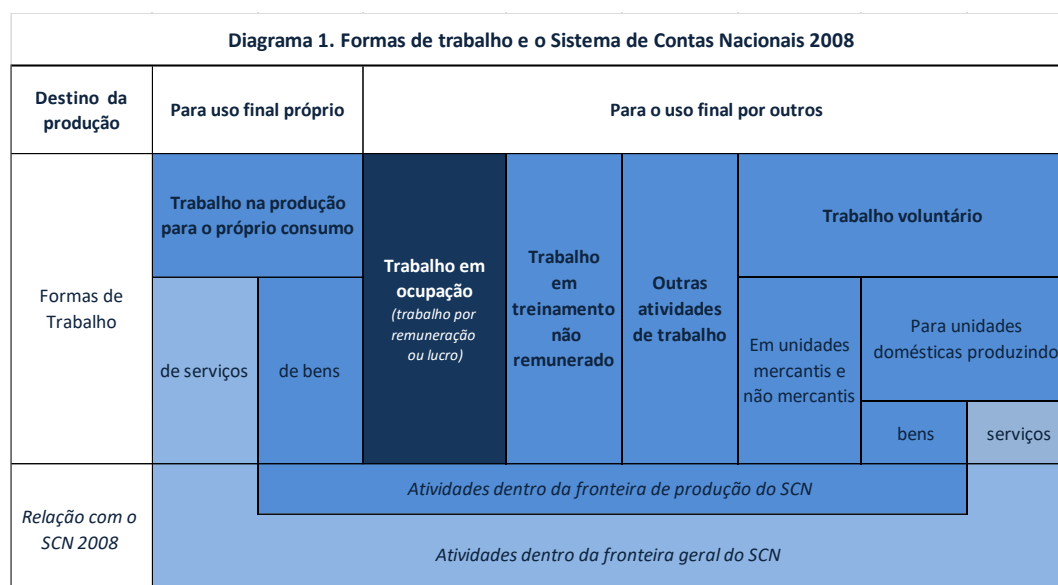 Diagrama 1. Formas de trabalho e o Sistema de Contas Nacionais 2008
Destino da
produção
Para uso final próprio
Para o uso final por outros
Formas de
Trabalho
Trabalho na produção
para o próprio consumo
de serviços
de bens
Trabalho em
ocupação
(trabalho por
remuneração
ou lucro)
Trabalho
em
treinamento
não
remunerado
Outras
atividades
de trabalho
Trabalho voluntário
Em unidades
mercantis e
não mercantis
Para unidades
domésticas produzindo
bens
serviços
Relação com o
SCN 2008
Atividades dentro da fronteira de produção do SCN
Atividades dentro da fronteira geral do SCN